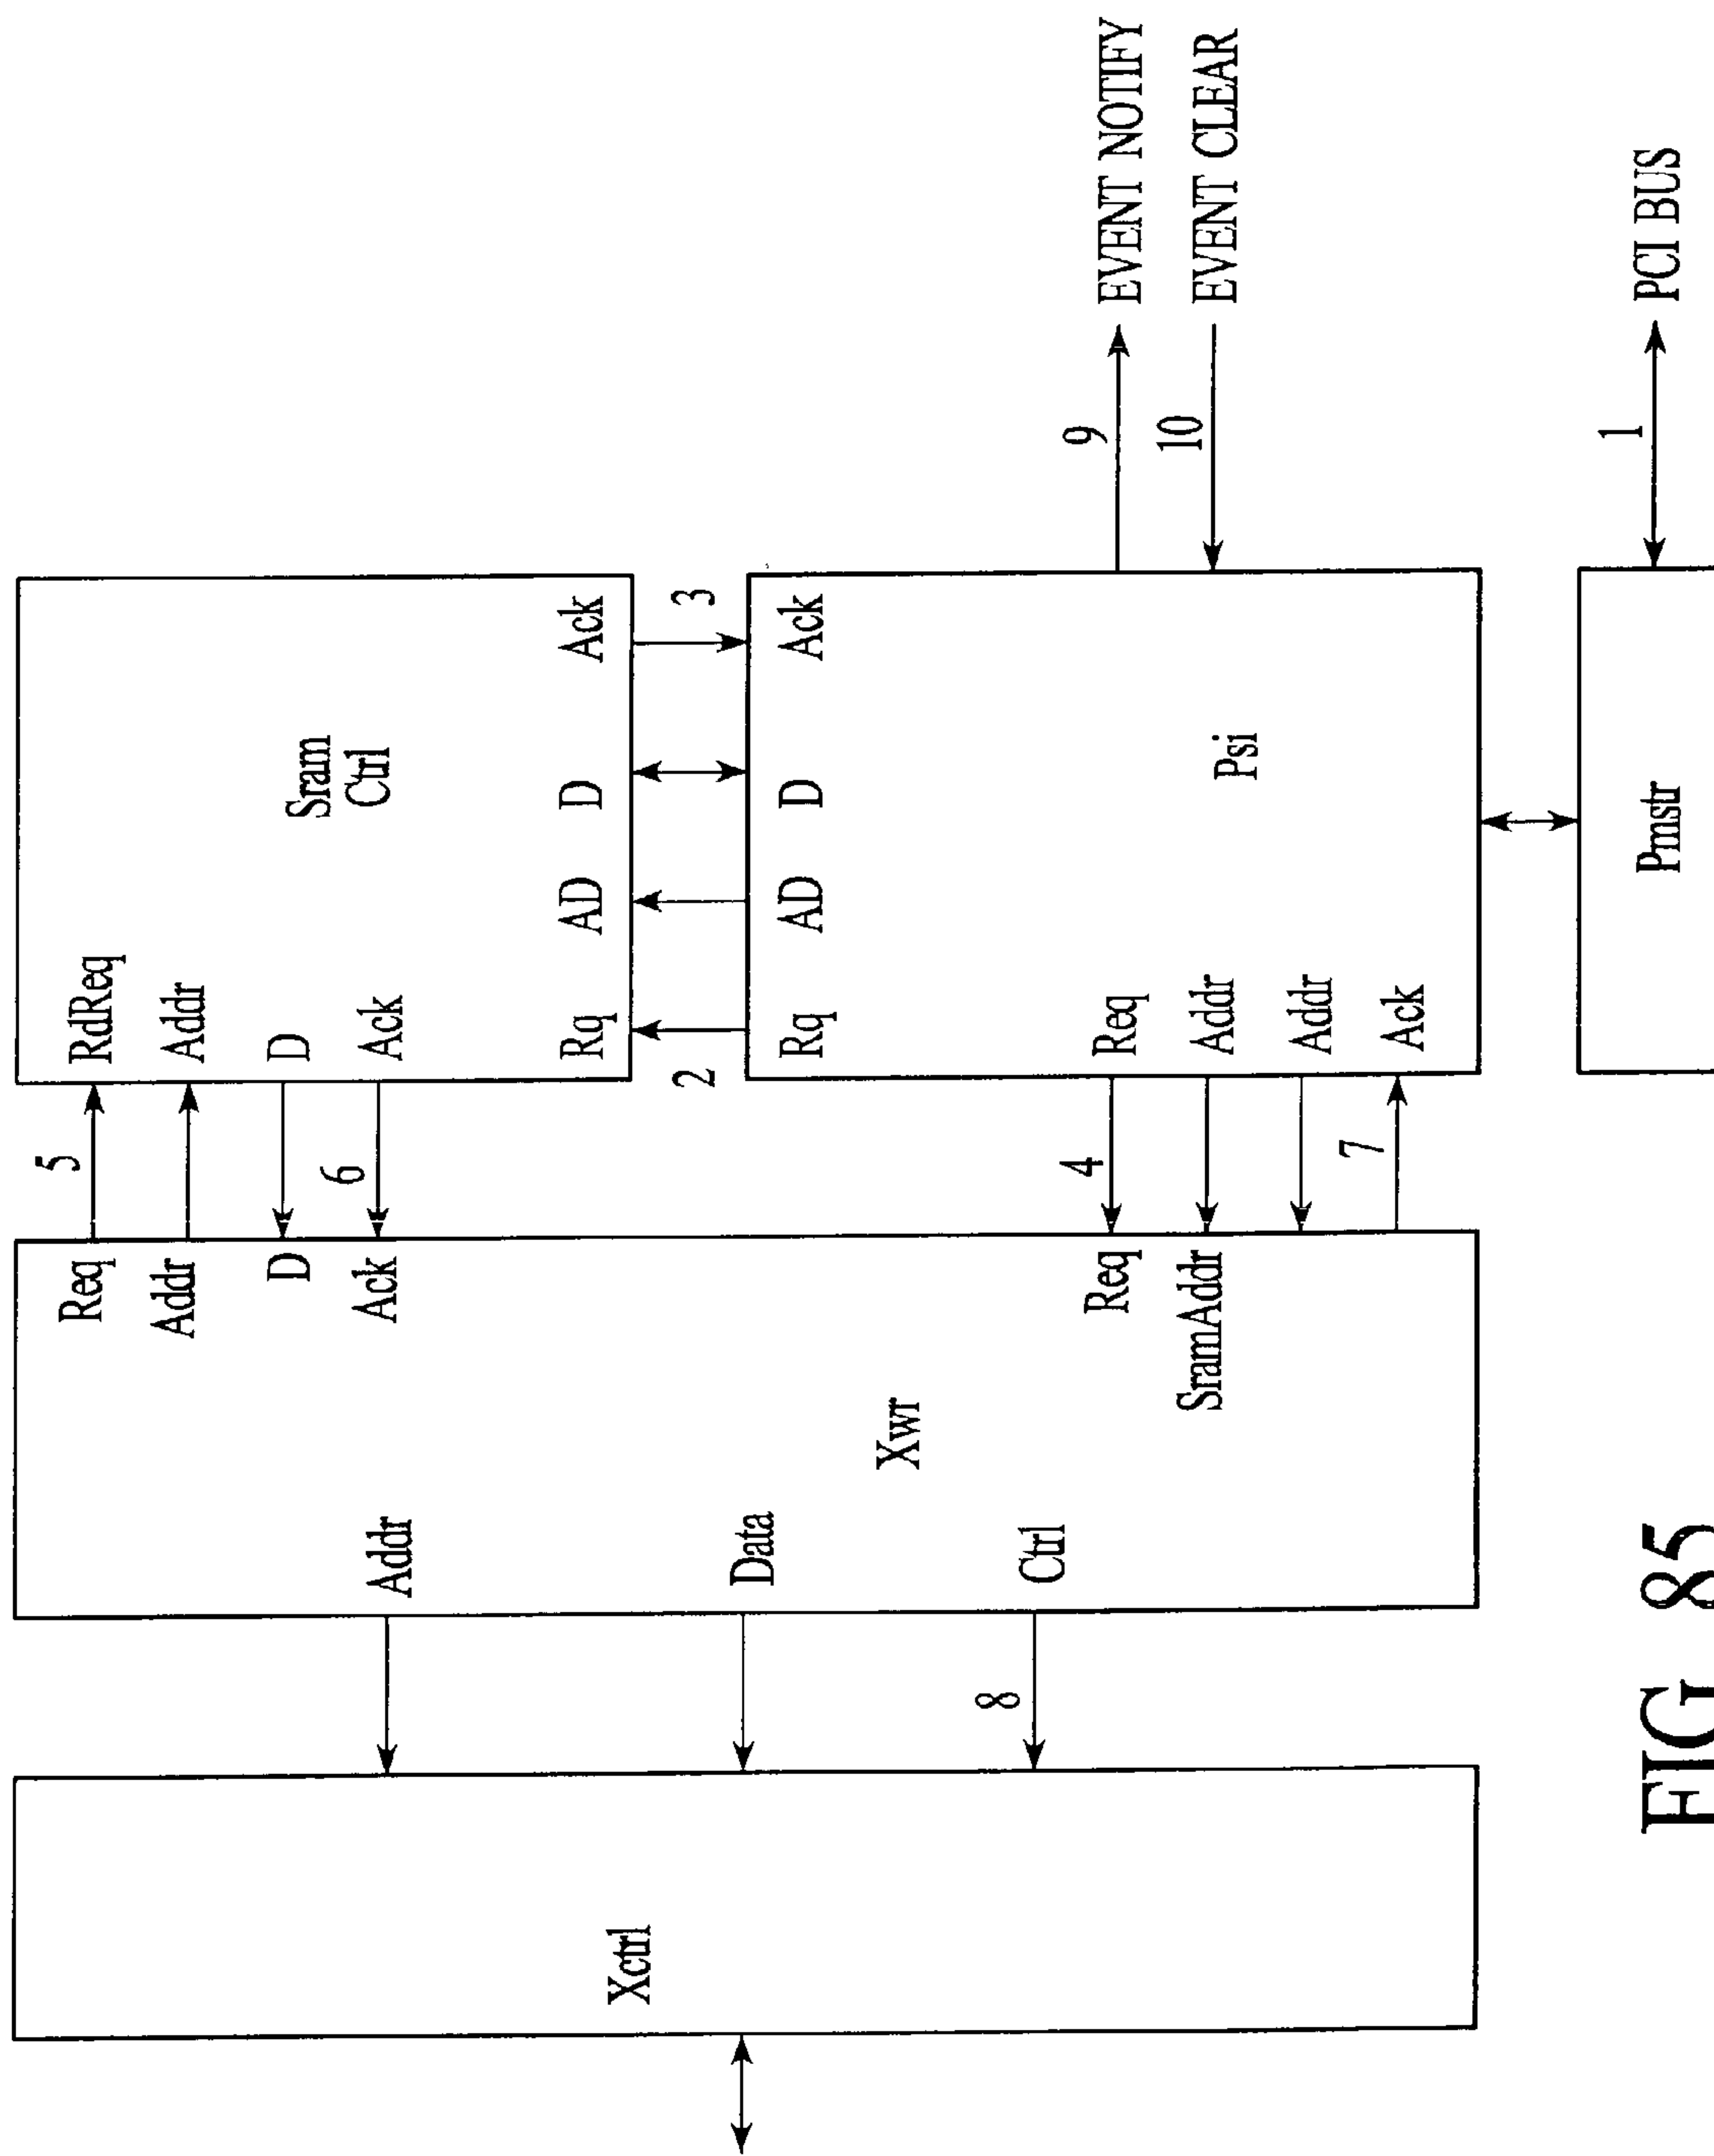 RdReq
Addr
D
Ack
Sram
Ctrl
Rq
AD
D
Ack
5
6
2
3
Req
Addr
D
Ack
Rq
AD
D
Ack
Psi
Req
Addr
Addr
Ack
4
7
Req
SramAddr
Xwr
Addr
Data
Ctrl
8
Xctrl
9
EVENT NOTIFY
10
EVENT CLEAR
Pmstr
1
PCI BUS
FIG 85